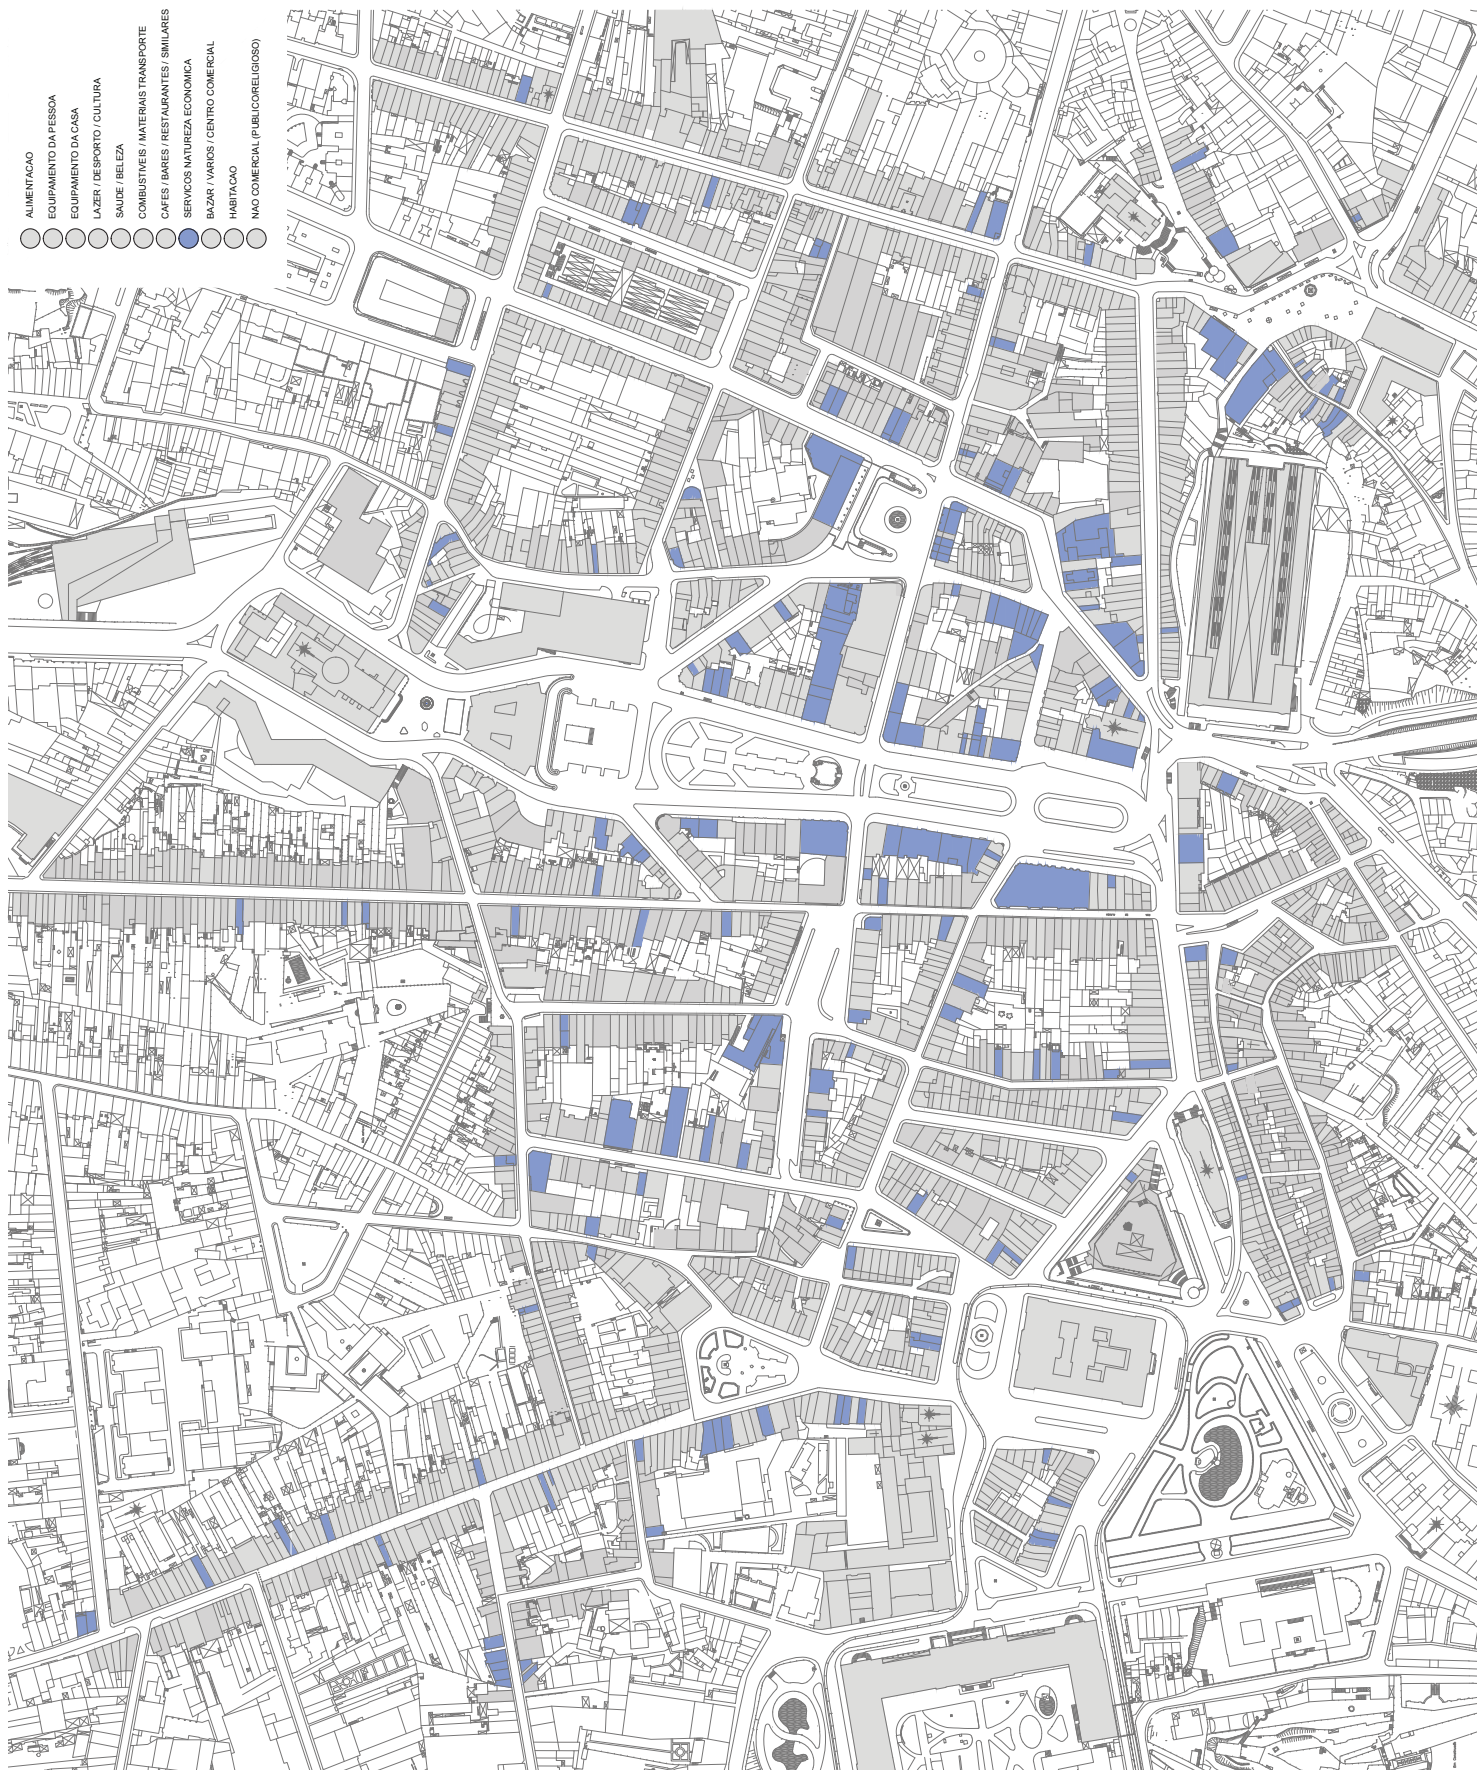 ALIMENTACAO
EQUIPAMENTO DA PESSOA
EQUIPAMENTO DA CASA
LAZER / DESPORTO / CULTURA
SAUDE / BELEZA
COMBUSTIVEIS / MATERIAIS TRANSPORTE
CAFES / BARES / RESTAURANTES / SIMILARES
SERVICOS NATUREZA ECONOMICA
BAZAR / VARIOS / CENTRO COMERCIAL
HABITACAO
NAO COMERCIAL (PUBLICO/RELIGIOSO)